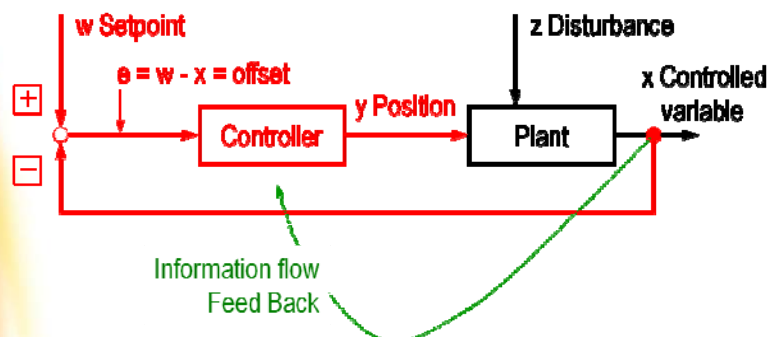 w Setpoint
z Disturbance
e = w - x = offset
x Controlled
variable
+
y Position
Controller
Plant
−
Information flow
Feed Back